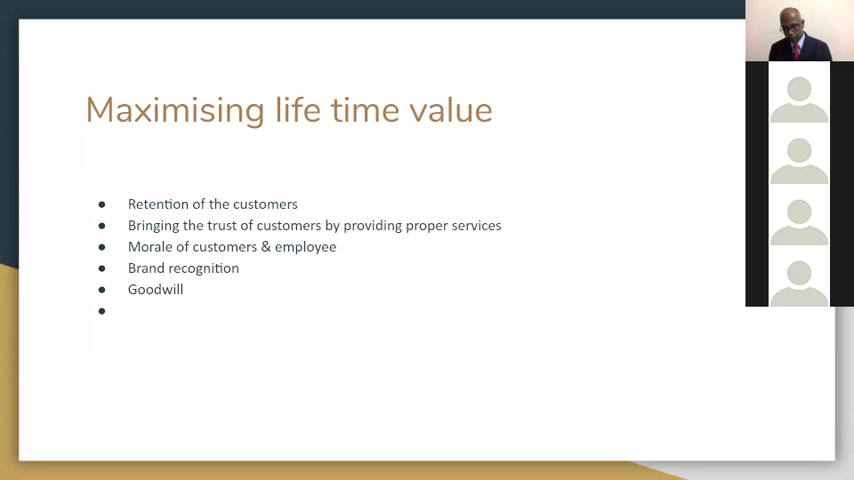 Maximising life time value
● Retention of the customers
● Bringing the trust of customers by providing proper services
● Morale of customers & employee
● Brand recognition
● Goodwill
●